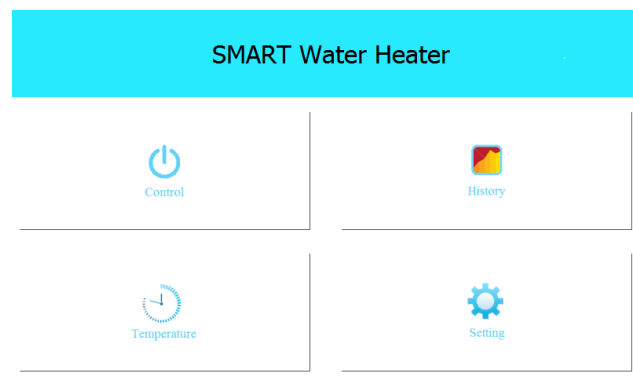 SMART Water Heater
Control
History
Temperature
Setting